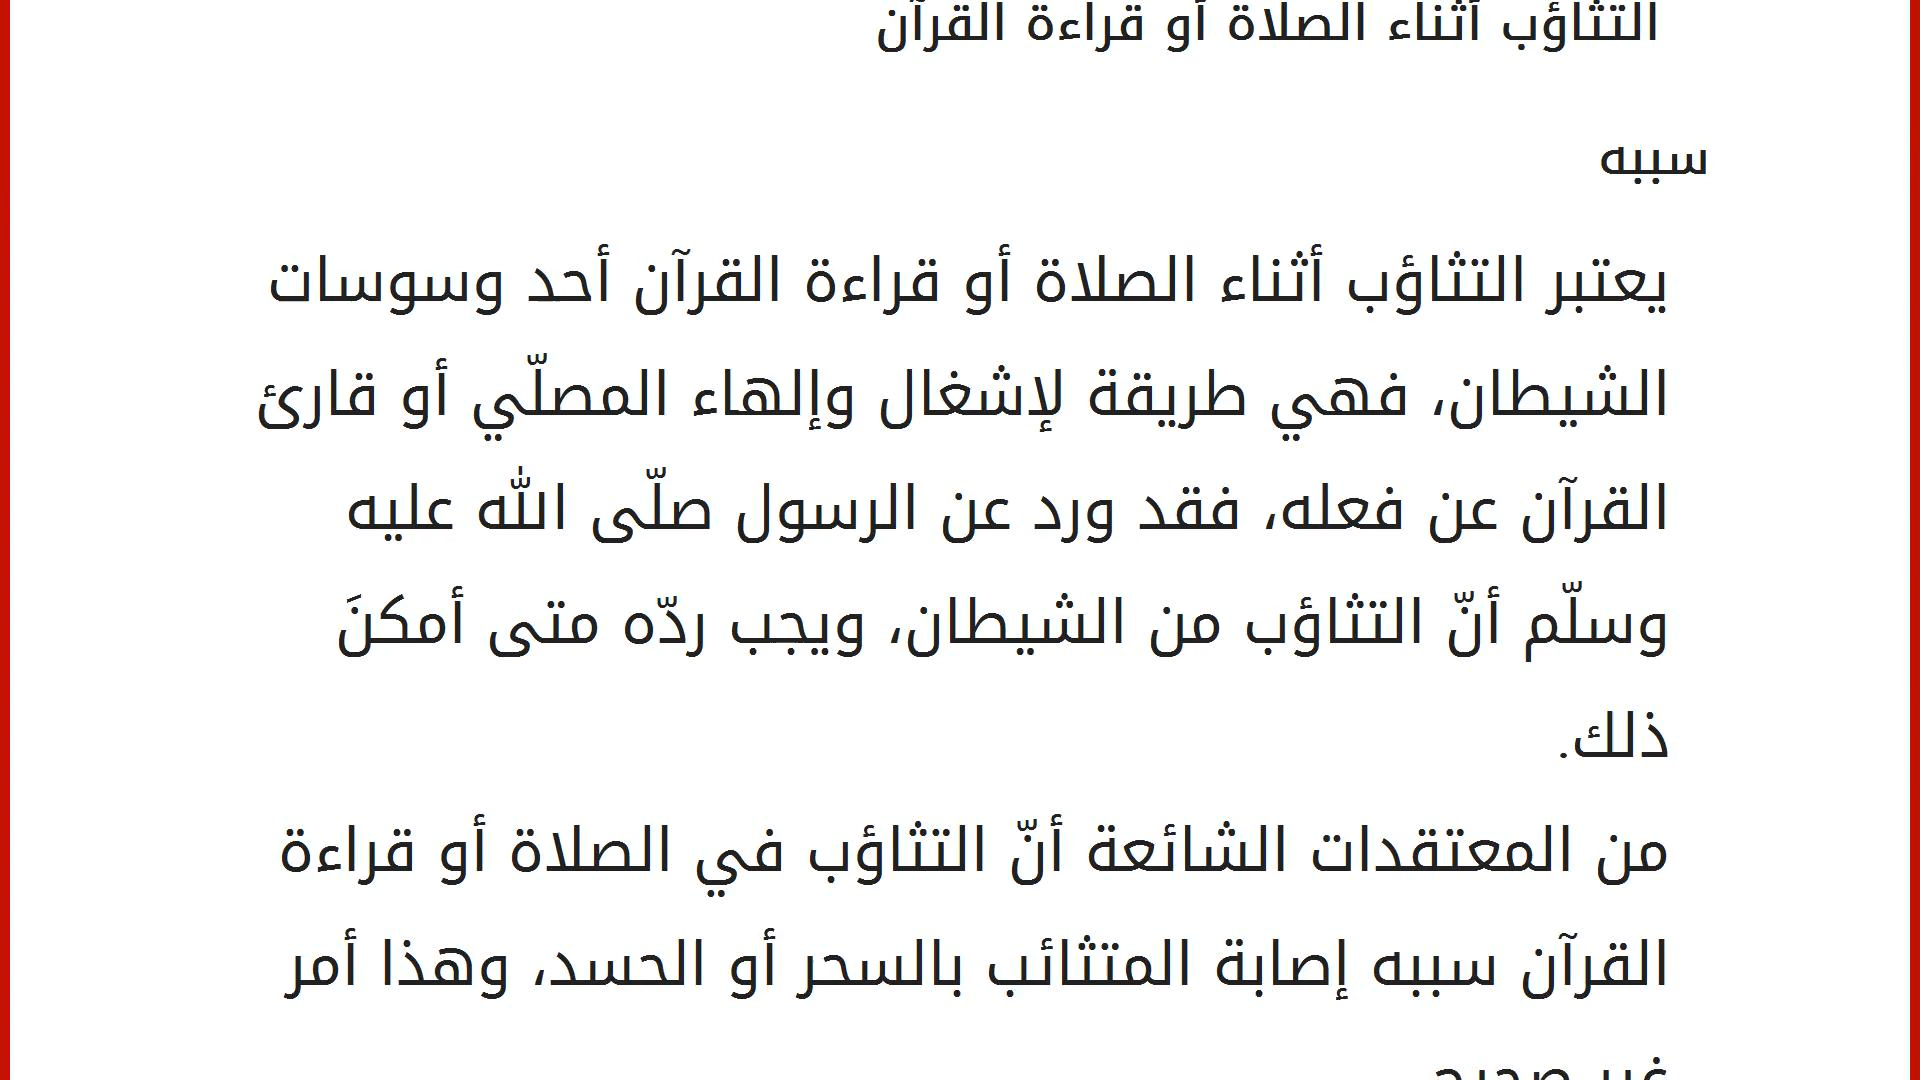 التثاؤب أثناء الصلاة أو قراءة القرآن
سببه
يعتبر التثاؤب أثناء الصلاة أو قراءة القرآن أحد وسوسات
الشيطان، فهي طريقة لإشغال وإلهاء المصلّي أو قارئ
القرآن عن فعله، فقد ورد عن الرسول صلّى الله عليه
وسلّم أنّ التثاؤب من الشيطان، ويجب ردّه متى أمكنَ
ذلك.
من المعتقدات الشائعة أنّ التثاؤب في الصلاة أو قراءة
القرآن سببه إصابة المتثائب بالسحر أو الحسد، وهذا أمر
غير صحيح